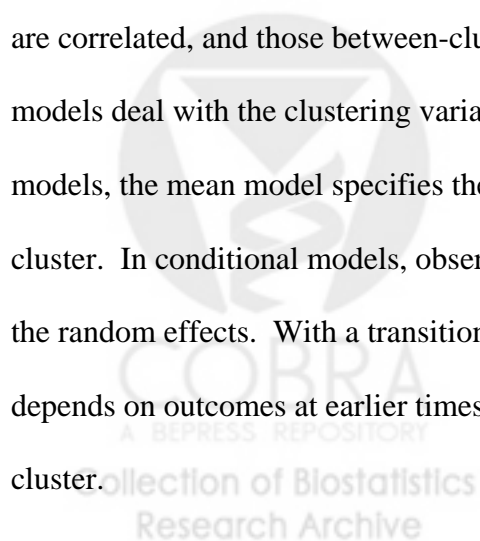 are correlated, and those between-clu
models deal with the clustering varia
models, the mean model specifies the
cluster. In conditional models, obser
the random effects. With a transition
COBRA
depends on outcomes at earlier times
A BEPRESS REPOSITORY
cluster.
Collection of Biostatistics
Research Archive